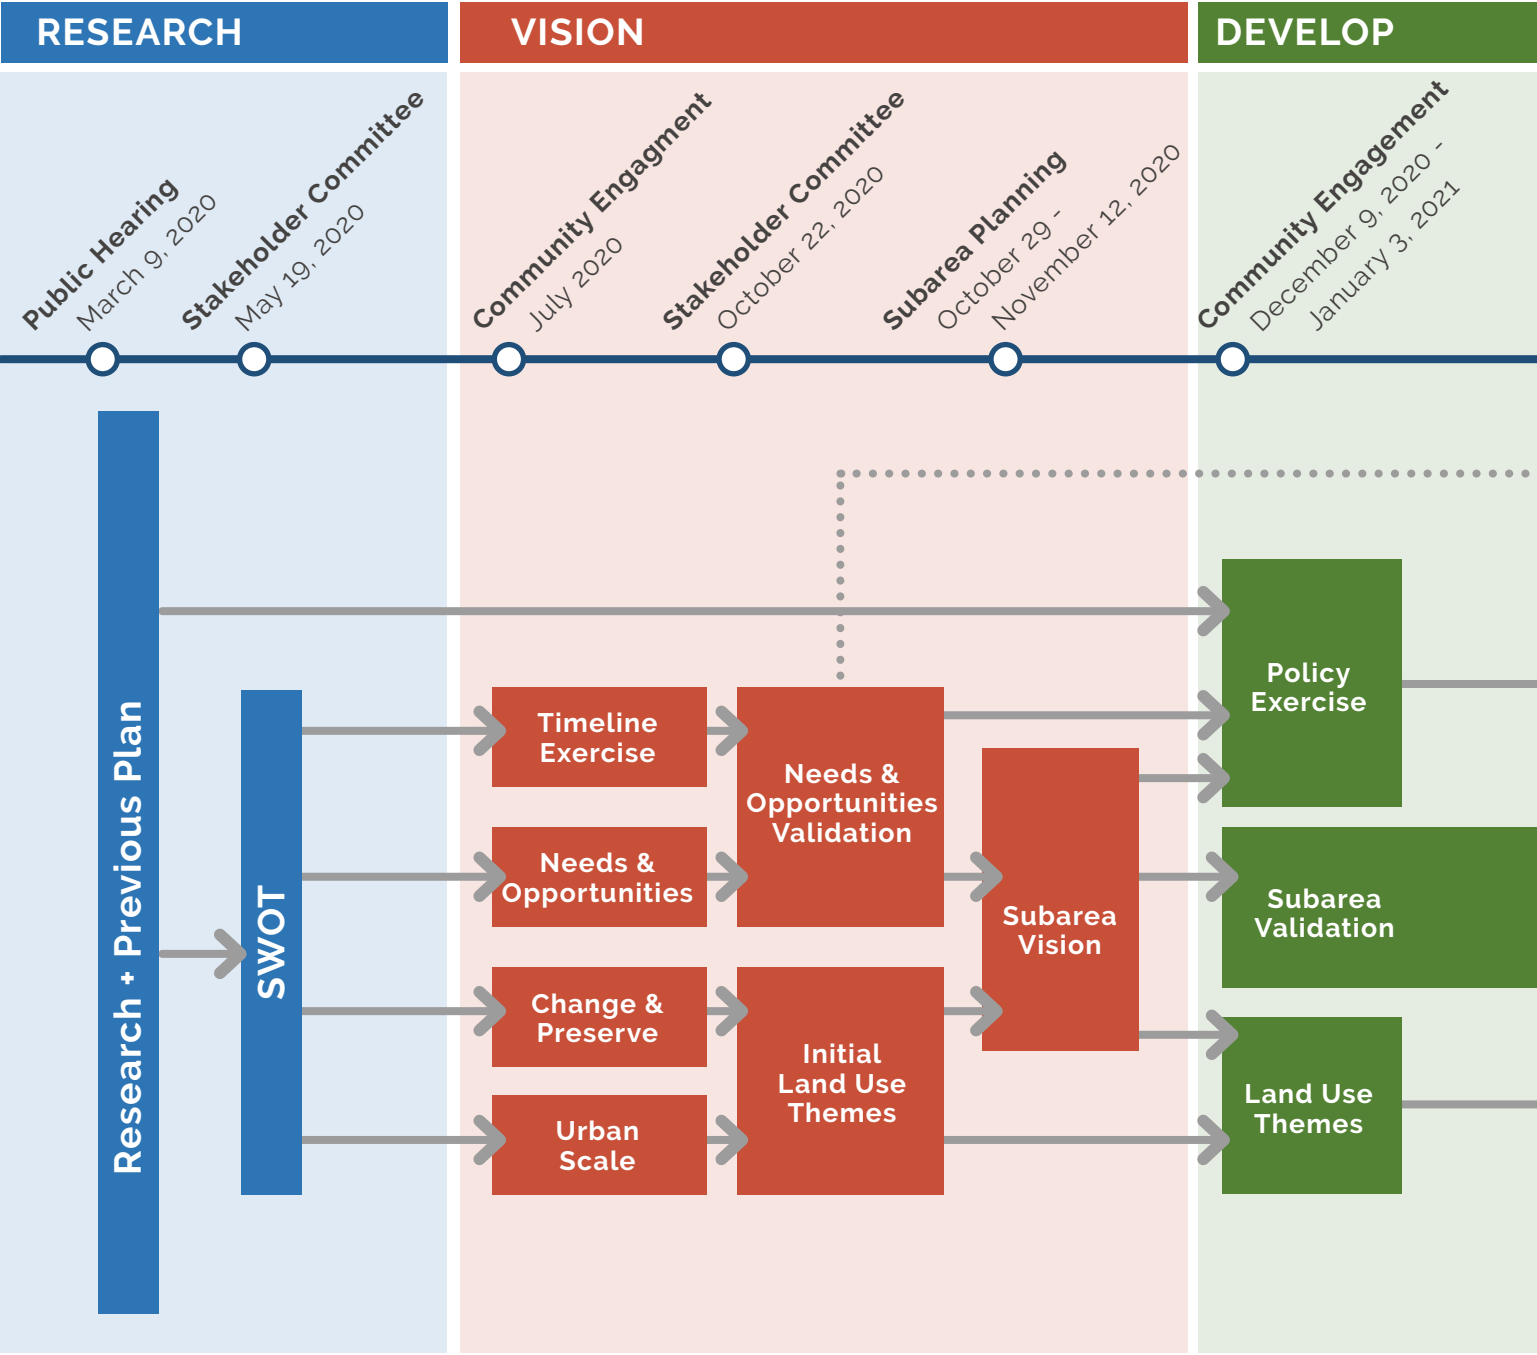 RESEARCH
VISION
DEVELOP
Public Hearing
March 9, 2020
Stakeholder Committee
May 19, 2020
Community Engagment
July 2020
Stakeholder Committee
October 22, 2020
Subarea Planning
October 29 -
November 12, 2020
Community Engagement
December 9, 2020 -
January 3, 2021
Research + Previous Plan
SWOT
Timeline
Exercise
Needs &
Opportunities
Change &
Preserve
Urban
Scale
Needs &
Opportunities
Validation
Initial
Land Use
Themes
Subarea
Vision
Policy
Exercise
Subarea
Validation
Land Use
Themes